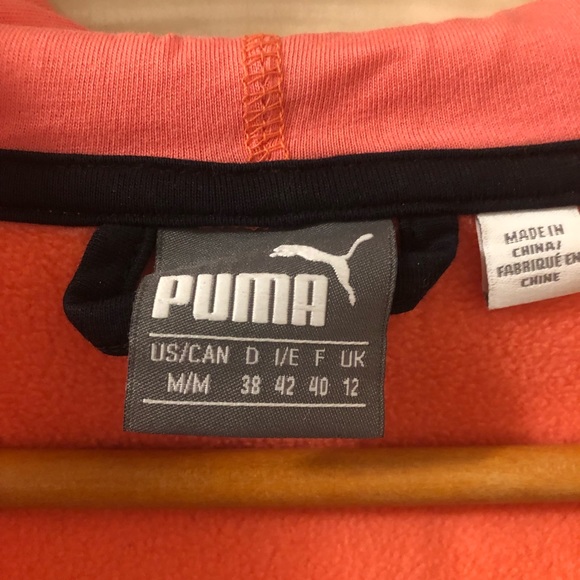 PUMA
US/CAN D I/E F UK
M/M 38 42 40 12
MADE IN
CHINA/
FABRIQUÉ EN
CHINE